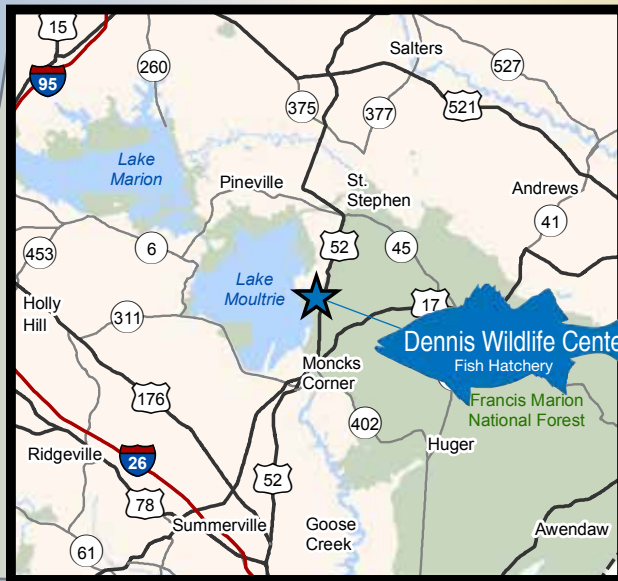 15
95
260
Salters
527
375
377
521
Lake
Marion
Pineville
St.
Stephen
Andrews
453
6
52
45
41
Lake
Moultrie
17
Holly
Hill
311
Dennis Wildlife Cente
Fish Hatchery
Moncks
Corner
Francis Marion
National Forest
176
402
Huger
Ridgeville
26
52
78
Summerville
Goose
Creek
Awendaw
61